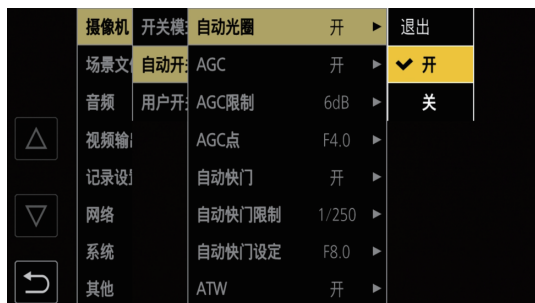 摄像机 开关模 自动光圈 开 退出
场景文 自动开 AGC 开 开
音频 用户开 AGC限制 6dB 关
视频输 AGC点 F4.0
记录设 自动快门 开
网络 自动快门限制 1/250
系统 自动快门设定 F8.0
其他 ATW 开